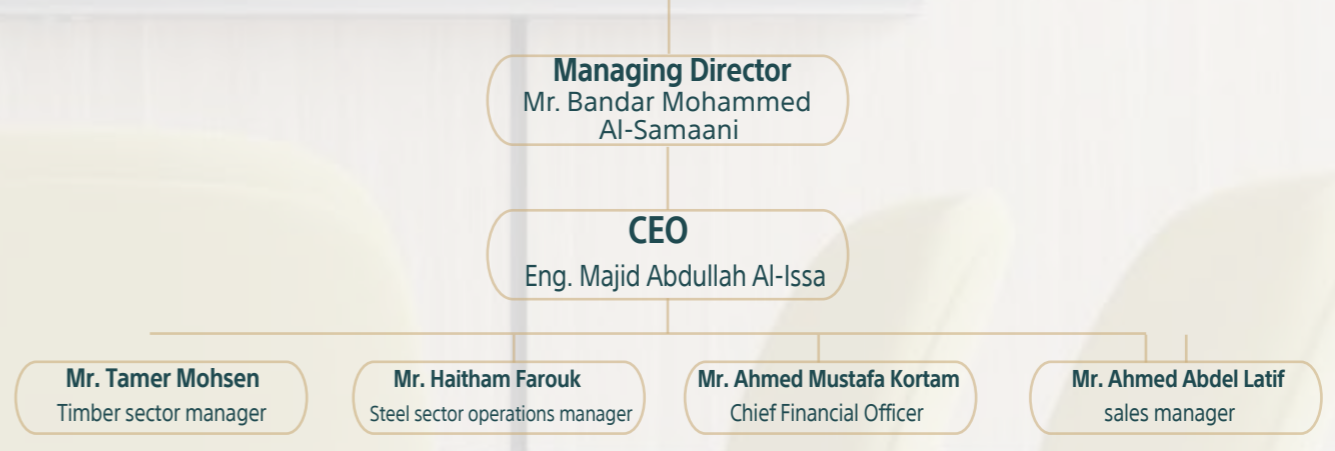 Managing Director
Mr. Bandar Mohammed
Al-Samaani
CEO
Eng. Majid Abdullah Al-Issa
Mr. Tamer Mohsen
Timber sector manager
Mr. Haitham Farouk
Steel sector operations manager
Mr. Ahmed Mustafa Kortam
Chief Financial Officer
Mr. Ahmed Abdel Latif
sales manager